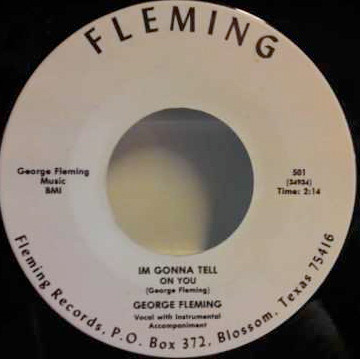 FLEMING
George Fleming
Music
BMI
501
(34934)
Time: 2:14
IM GONNA TELL
ON YOU
(George Fleming)
GEORGE FLEMING
Vocal with Instrumental
Accompaniment
Fleming Records, P.O. Box 372, Blossom, Texas 75416